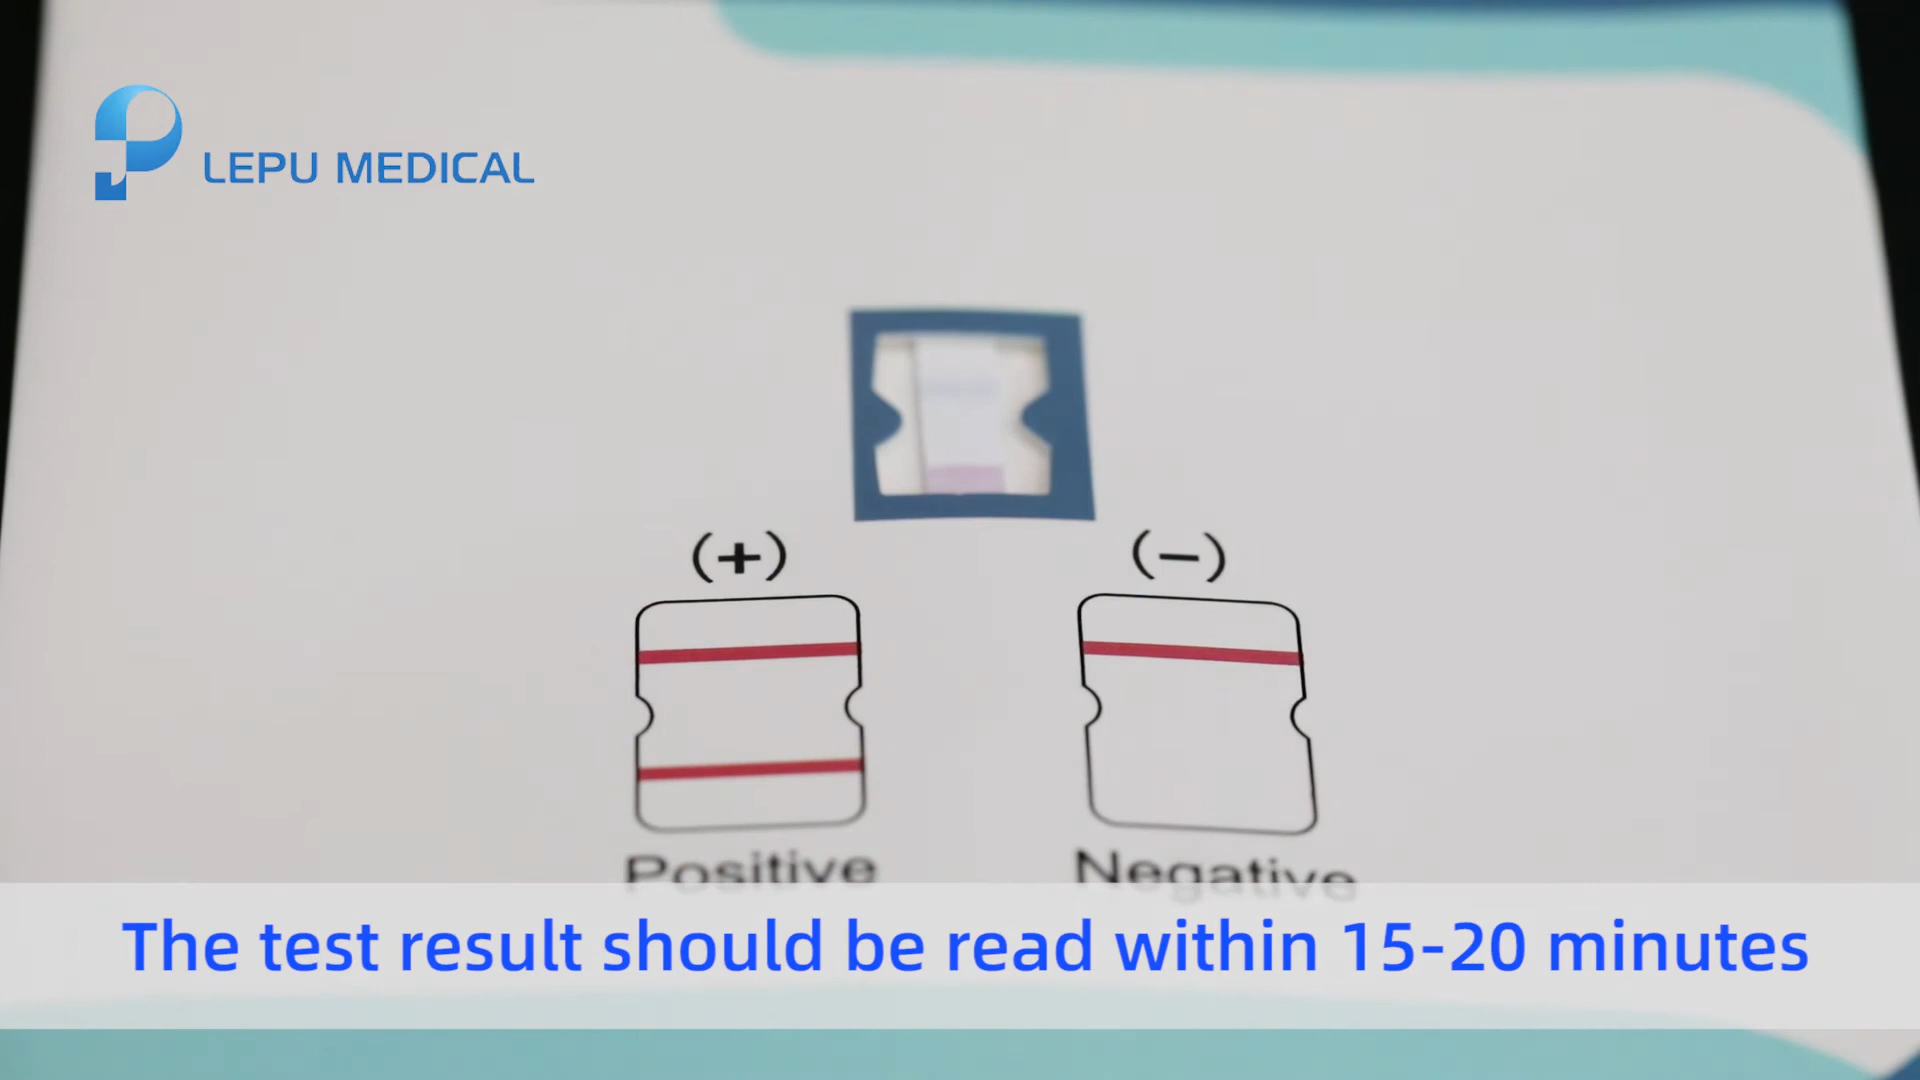 LEPU MEDICAL
(+)
(-)
Positive
Negative
The test result should be read within 15-20 minutes